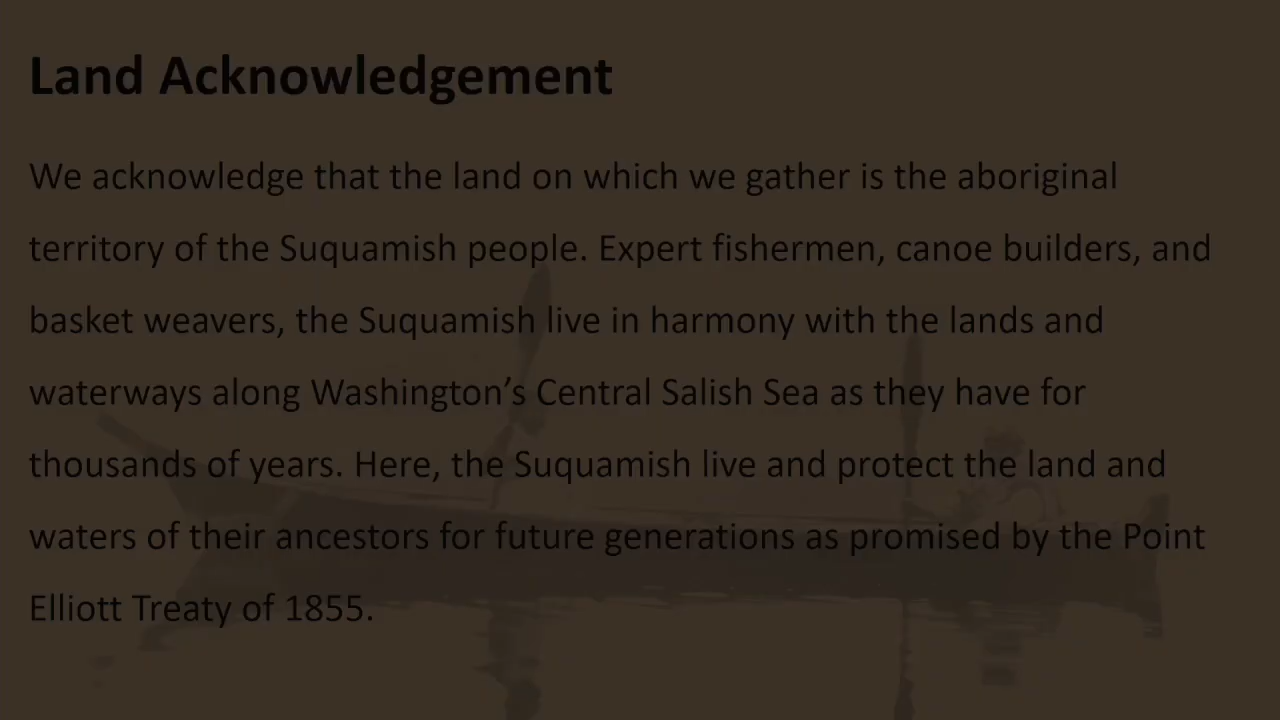 Land Acknowledgement
We acknowledge that the land on which we gather is the aboriginal
territory of the Suquamish people. Expert fishermen, canoe builders, and
basket weavers, the Suquamish live in harmony with the lands and
waterways along Washington’s Central Salish Sea as they have for
thousands of years. Here, the Suquamish live and protect the land and
waters of their ancestors for future generations as promised by the Point
Elliott Treaty of 1855.